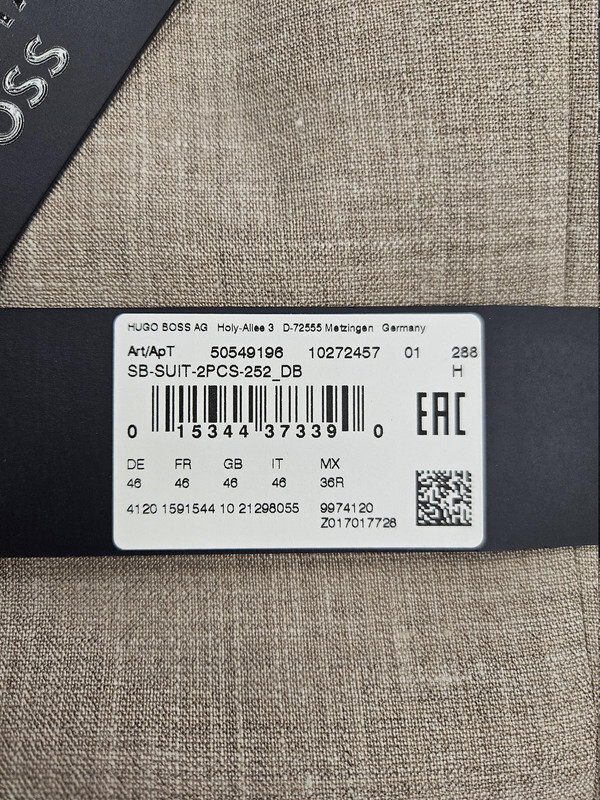 OSS
HUGO BOSS AG Holy-Allee 3 D-72555 Metzingen Germany
Art/ApT 50549196 10272457 01 288
SB-SUIT-2PCS-252_DB H
EAC
0 15344 37339 0
DE FR GB IT MX
46 46 46 46 36R
4120 1591544 10 21298055 9974120
Z017017728